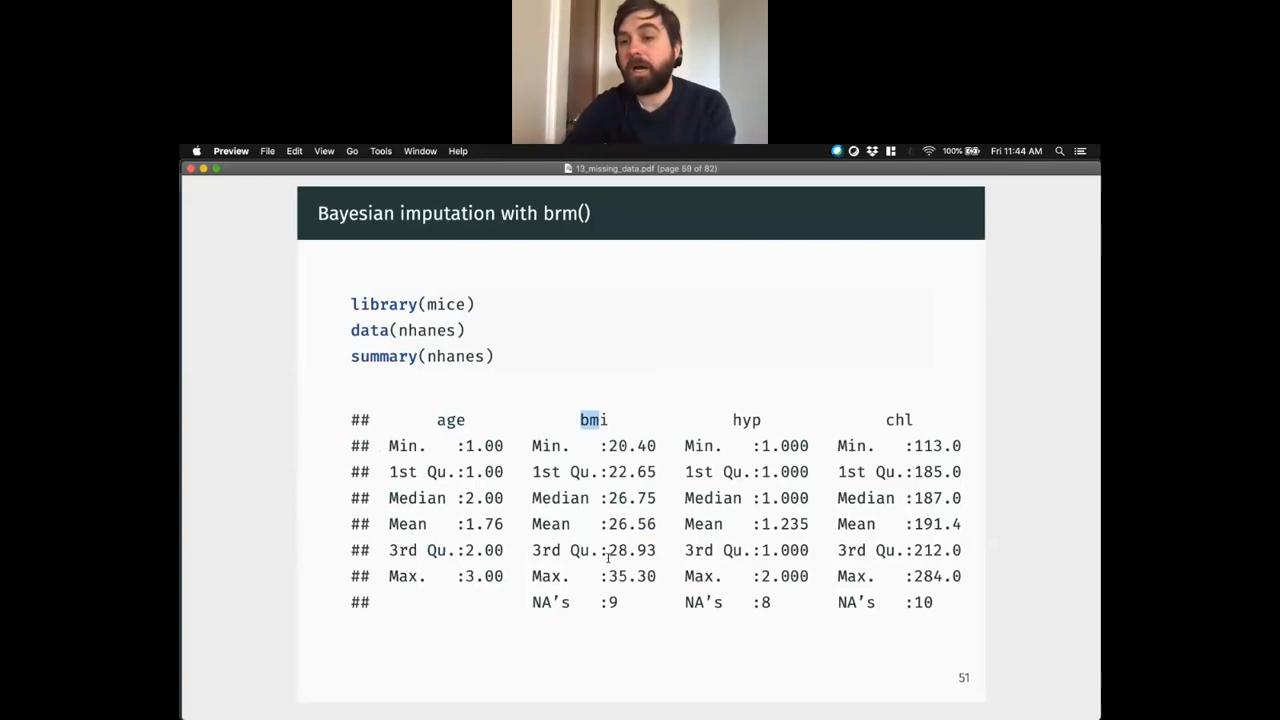 Preview File Edit View Go Tools Window Help 100% Fri 11:44 AM
13_missing_data.pdf (page 59 of 82)
Bayesian imputation with brm()
library(mice)
data(nhanes)
summary(nhanes)
## age bmi hyp chl
## Min. :1.00 Min. :20.40 Min. :1.000 Min. :113.0
## 1st Qu.:1.00 1st Qu.:22.65 1st Qu.:1.000 1st Qu.:185.0
## Median :2.00 Median :26.75 Median :1.000 Median :187.0
## Mean :1.76 Mean :26.56 Mean :1.235 Mean :191.4
## 3rd Qu.:2.00 3rd Qu.:28.93 3rd Qu.:1.000 3rd Qu.:212.0
## Max. :3.00 Max. :35.30 Max. :2.000 Max. :284.0
## NA’s :9 NA’s :8 NA’s :10
51